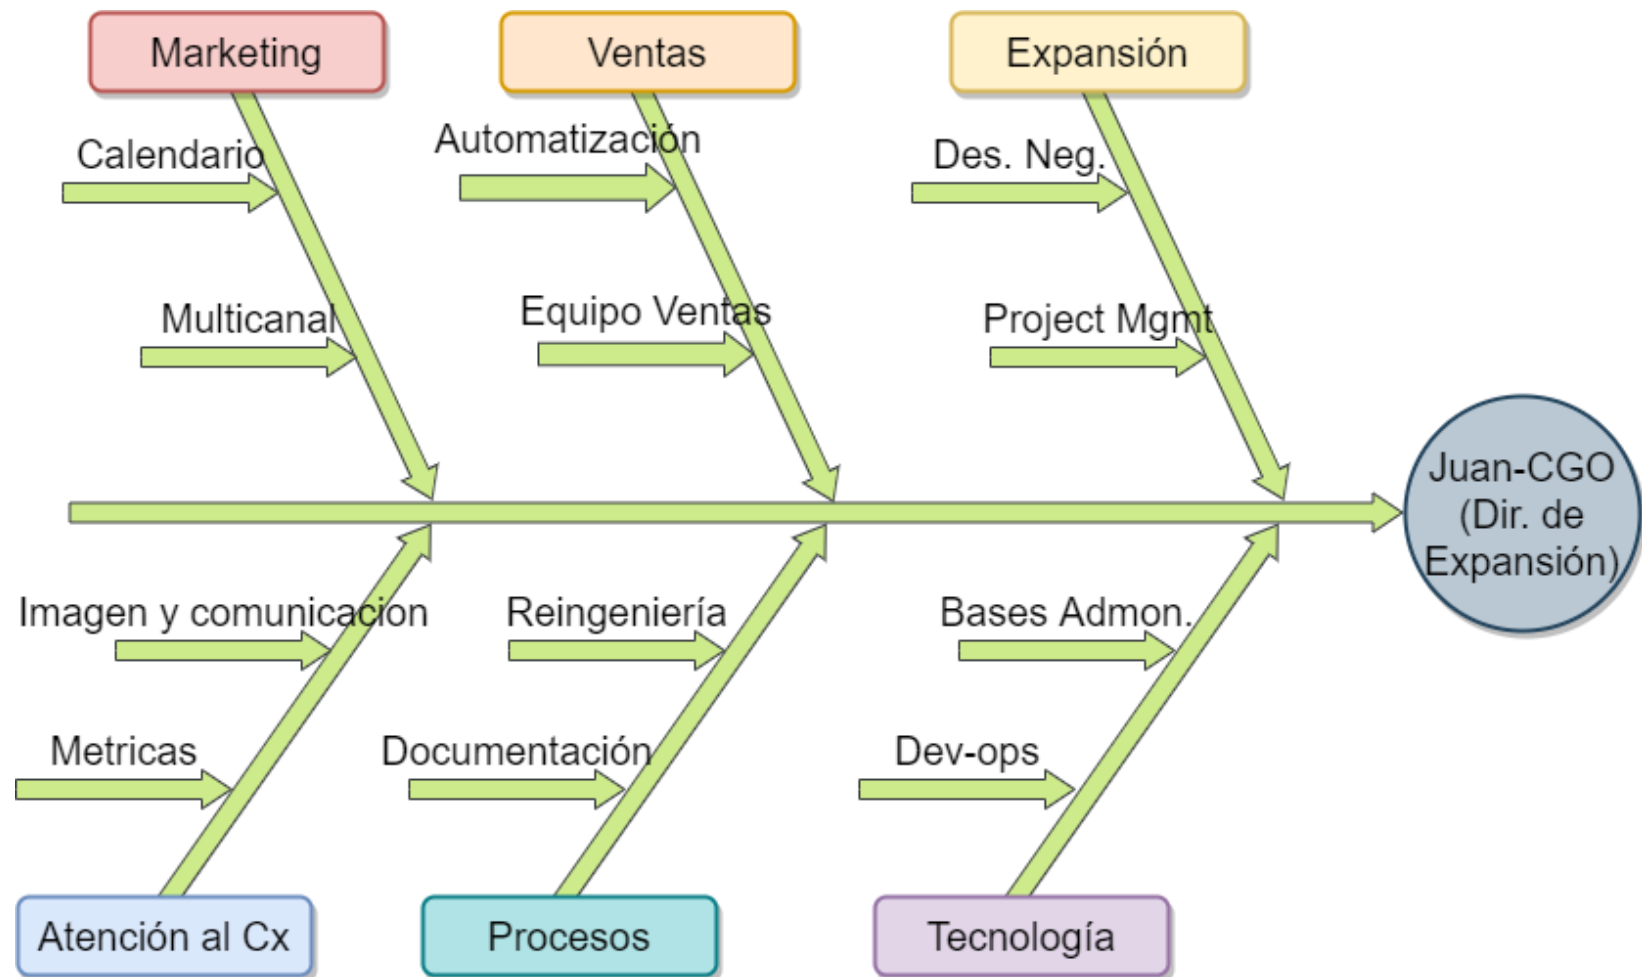 Marketing
Ventas
Expansión
Calendario
Automatización
Des. Neg.
Multicanal
Equipo Ventas
Project Mgmt
Juan-CGO
(Dir. de
Expansión)
Imagen y comunicacion
Reingeniería
Bases Admon.
Metricas
Documentación
Dev-ops
Atención al Cx
Procesos
Tecnología